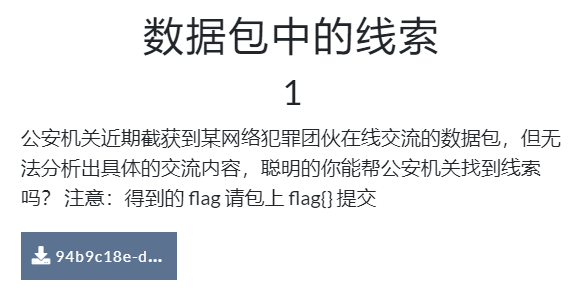 数据包中的线索
1
公安机关近期截获到某网络犯罪团伙在线交流的数据包，但无
法分析出具体的交流内容，聪明的你能帮公安机关找到线索
吗？ 注意：得到的 flag 请包上 flag{} 提交
94b9c18e-d...